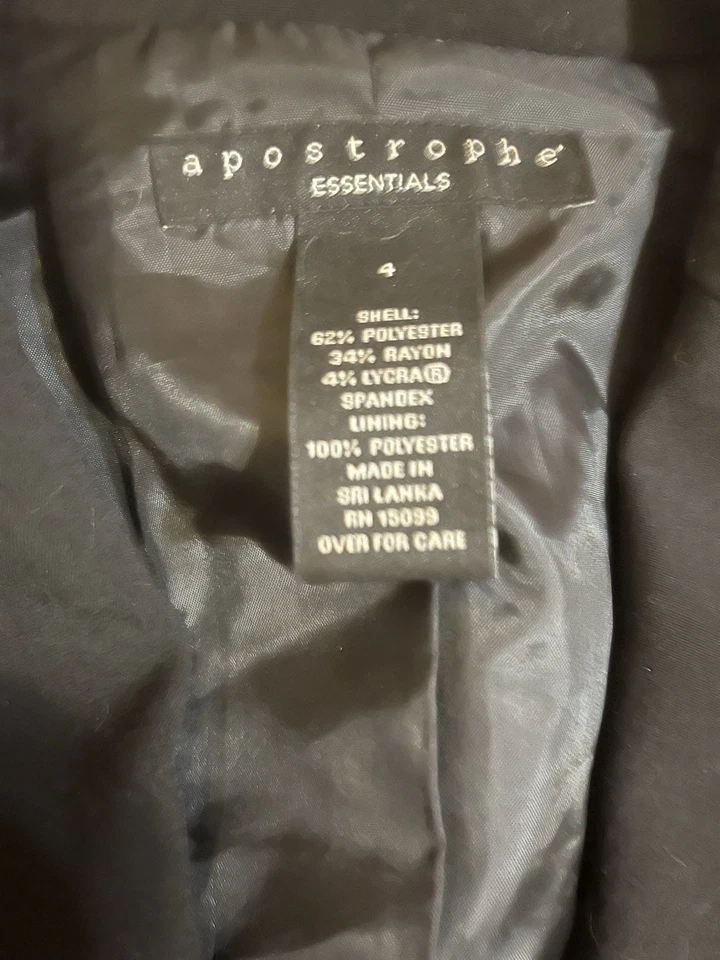 apostrophe
ESSENTIALS
4
SHELL:
62% POLYESTER
34% RAYON
4% LYCRA®
SPANDEX
LINING:
100% POLYESTER
MADE IN
SRI LANKA
RN 15099
OVER FOR CARE